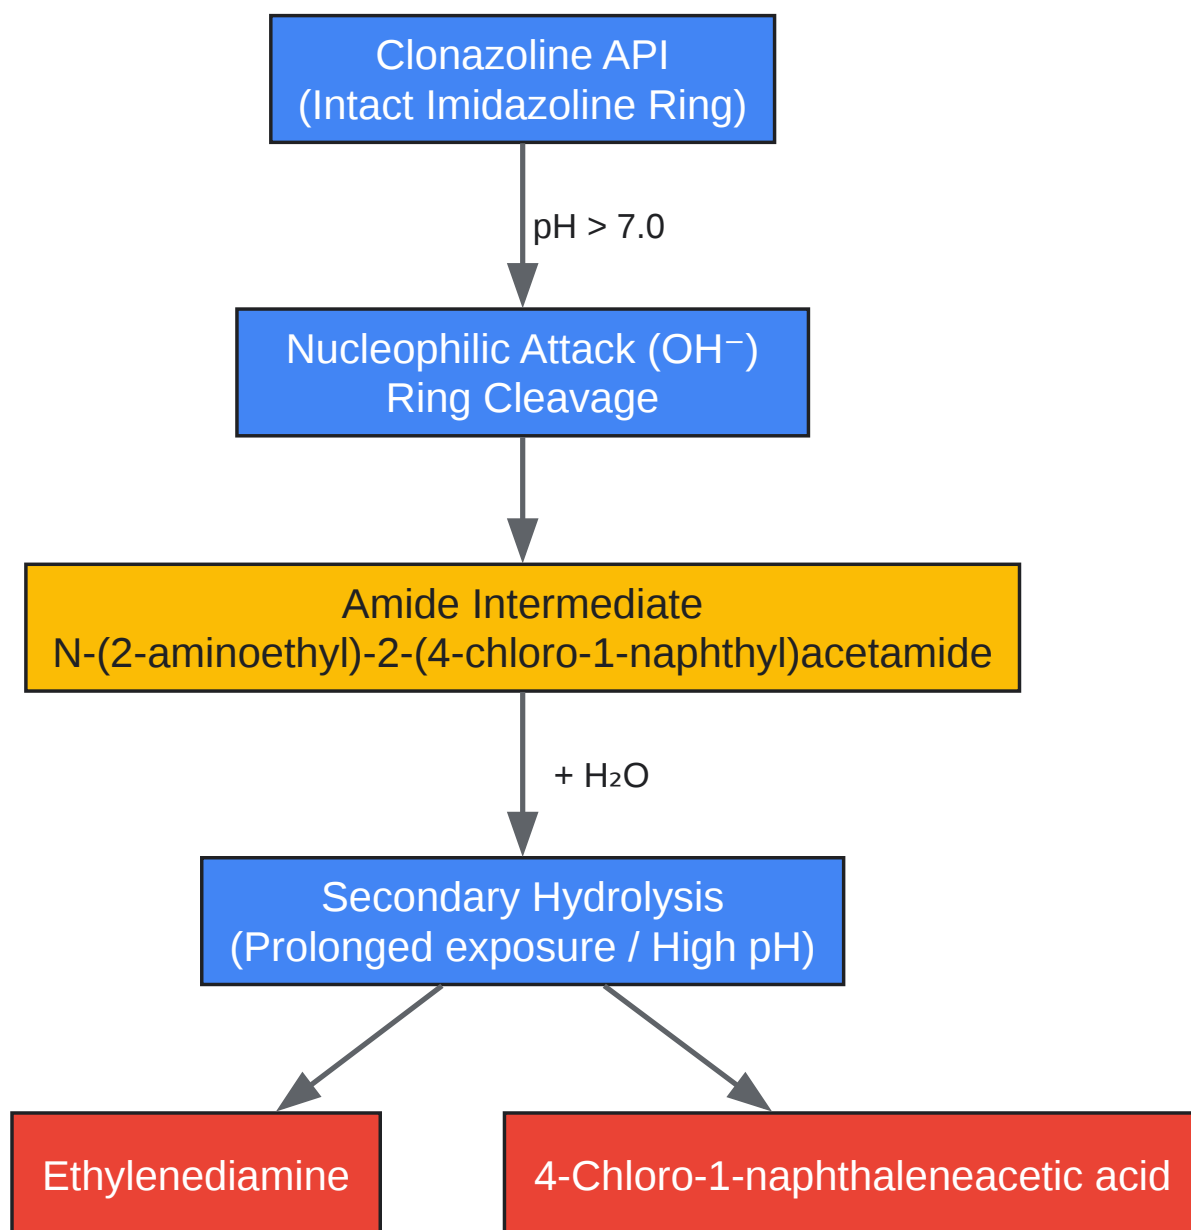 Clonazoline API
(Intact Imidazoline Ring)
pH > 7.0
Nucleophilic Attack (OH⁻)
Ring Cleavage
Amide Intermediate
N-(2-aminoethyl)-2-(4-chloro-1-naphthyl)acetamide
+ H₂O
Secondary Hydrolysis
(Prolonged exposure / High pH)
Ethylenediamine
4-Chloro-1-naphthaleneacetic acid